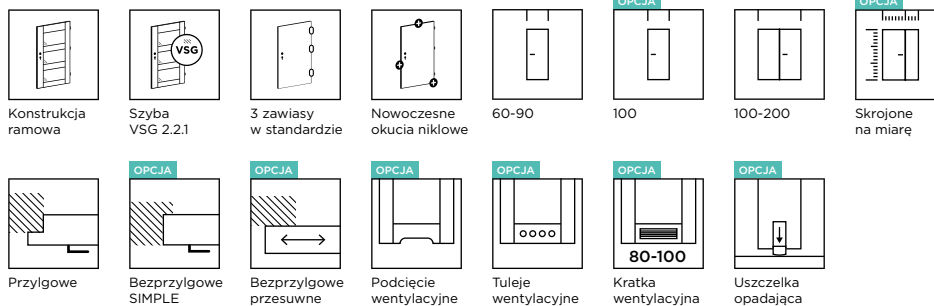 OPCJA
OPCJA
VSG
Konstrukcja
ramowa
Szyba
VSG 2.2.1
3 zawiasy
w standardzie
Nowoczesne
okucia niklowe
60-90
100
100-200
Skrojone
na miarę
OPCJA
OPCJA
OPCJA
OPCJA
OPCJA
OPCJA
80-100
Przylgowe
Bezprzylgowe
SIMPLE
Bezprzylgowe
przesuwne
Podcięcie
wentylacyjne
Tuleje
wentylacyjne
Kratka
wentylacyjna
Uszczelka
opadająca